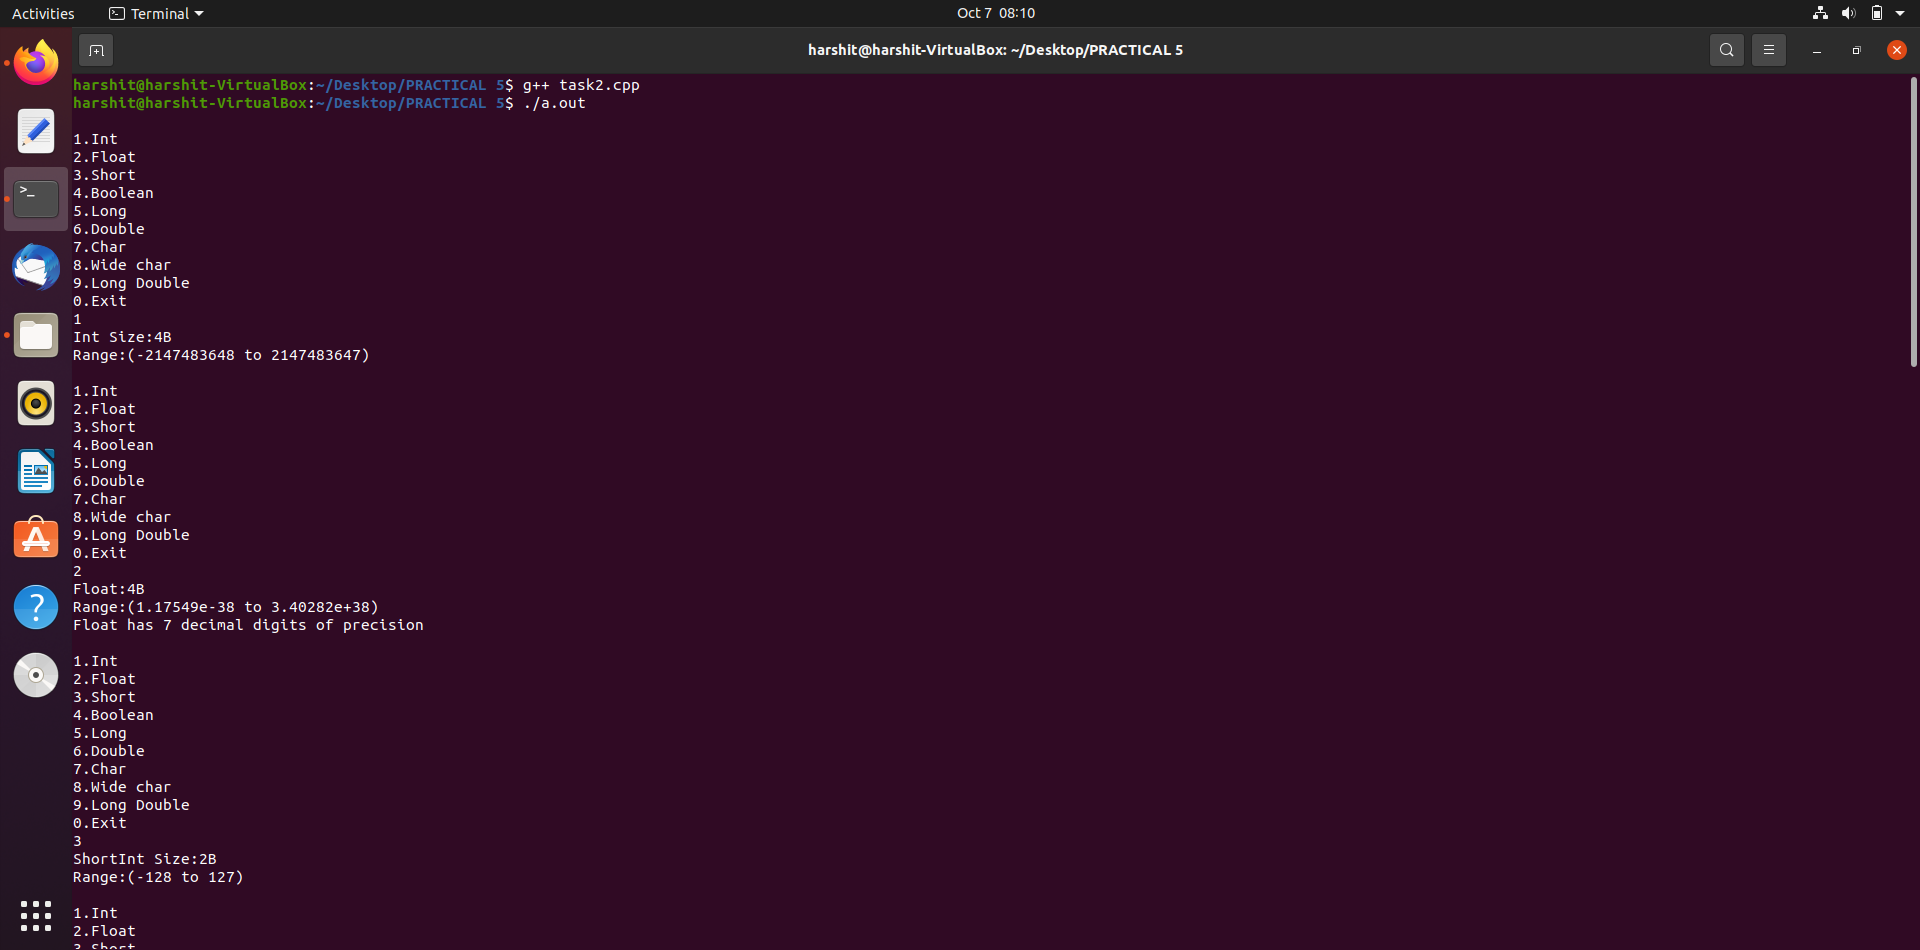 Activities
Terminal
Oct 7 08:10
harshit@harshit-VirtualBox: ~/Desktop/PRACTICAL 5
harshit@harshit-VirtualBox:~/Desktop/PRACTICAL 5$ g++ task2.cpp
harshit@harshit-VirtualBox:~/Desktop/PRACTICAL 5$ ./a.out
1.Int
2.Float
3.Short
4.Boolean
5.Long
6.Double
7.Char
8.Wide char
9.Long Double
0.Exit
1
Int Size:4B
Range:(-2147483648 to 2147483647)
1.Int
2.Float
3.Short
4.Boolean
5.Long
6.Double
7.Char
8.Wide char
9.Long Double
0.Exit
2
Float:4B
Range:(1.17549e-38 to 3.40282e+38)
Float has 7 decimal digits of precision
1.Int
2.Float
3.Short
4.Boolean
5.Long
6.Double
7.Char
8.Wide char
9.Long Double
0.Exit
3
ShortInt Size:2B
Range:(-128 to 127)
1.Int
2.Float
3.Short